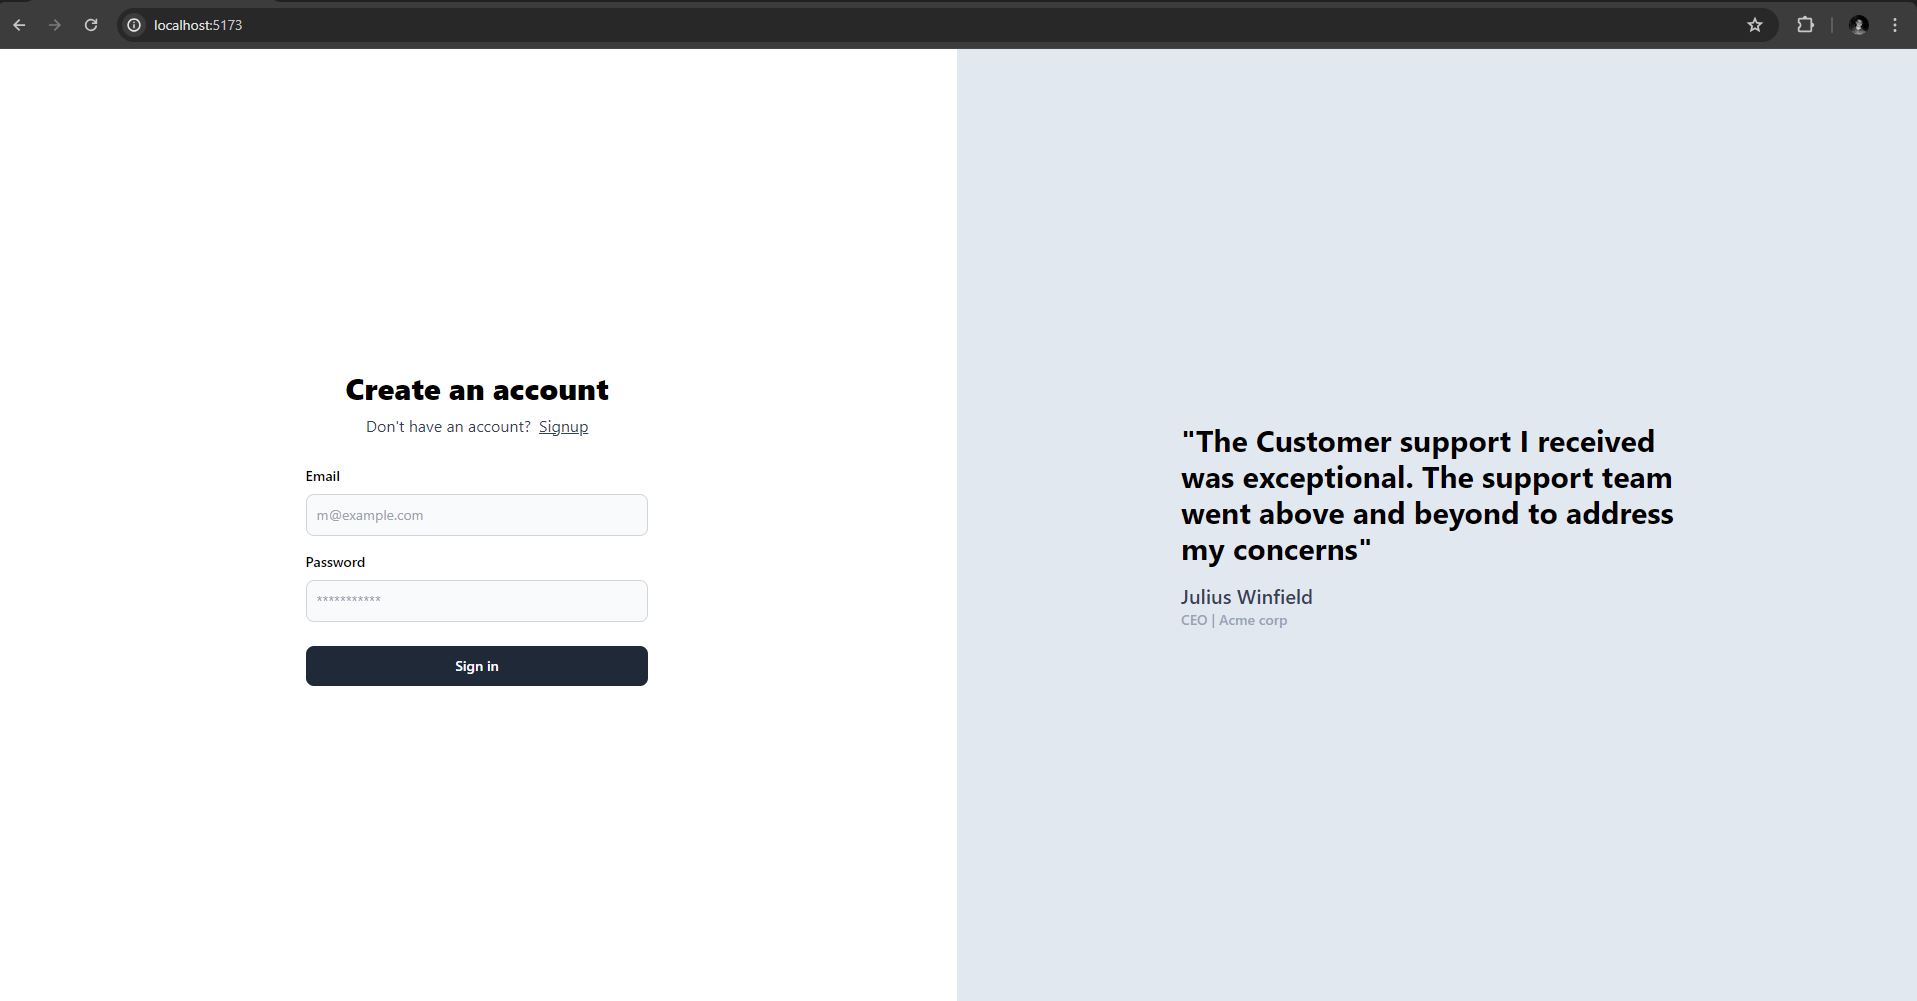 localhost:5173
Create an account
Don't have an account? Signup
Email
m@example.com
Password
***********
Sign in
"The Customer support I received
was exceptional. The support team
went above and beyond to address
my concerns"
Julius Winfield
CEO | Acme corp